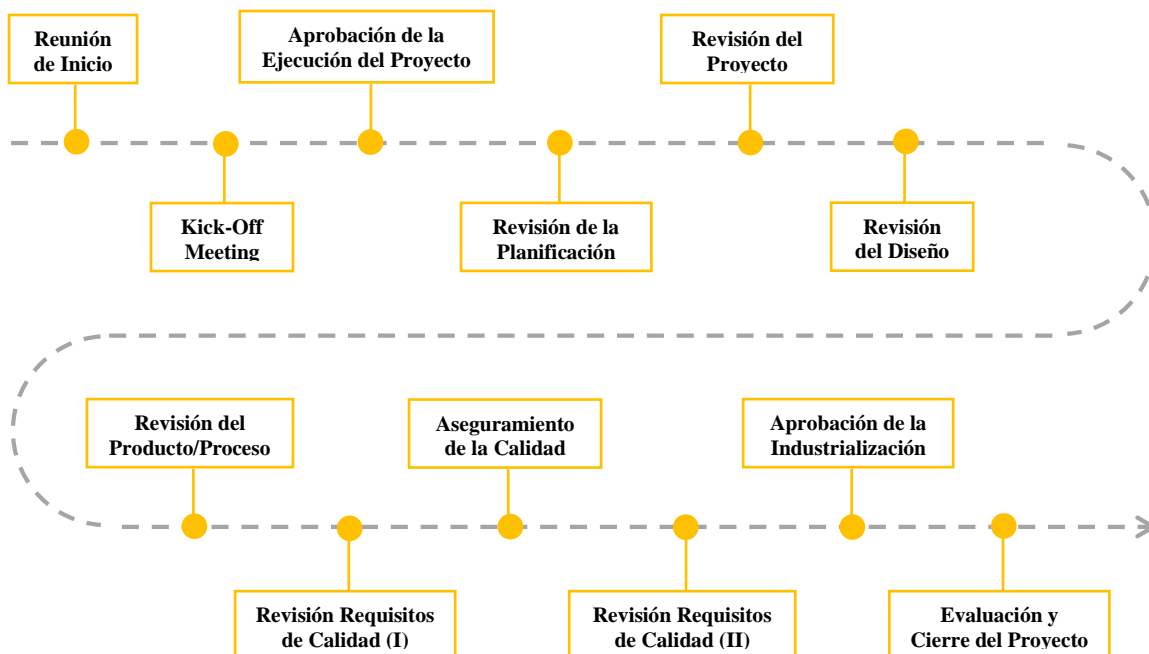 Reunión
de Inicio
Aprobación de la
Ejecución del Proyecto
Revisión del
Proyecto
Kick-Off
Meeting
Revisión de la
Planificación
Revisión
del Diseño
Revisión del
Producto/Proceso
Aseguramiento
de la Calidad
Aprobación de la
Industrialización
Revisión Requisitos
de Calidad (I)
Revisión Requisitos
de Calidad (II)
Evaluación y
Cierre del Proyecto